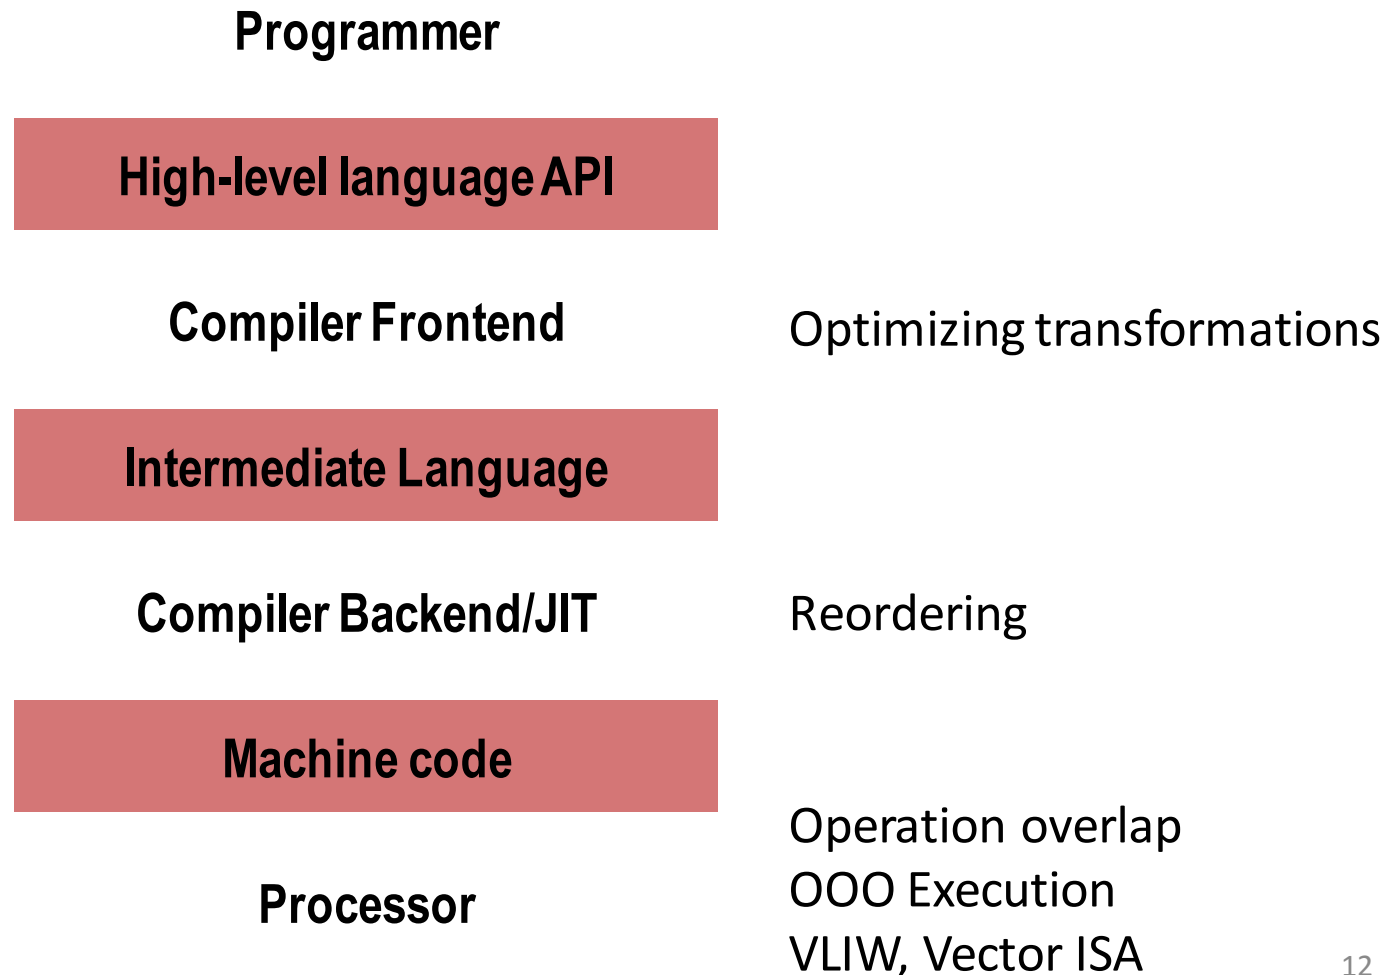 Programmer
High-level language API
Compiler Frontend
Optimizing transformations
Intermediate Language
Compiler Backend/JIT
Reordering
Machine code
Operation overlap
Processor
OOO Execution
VLIW, Vector ISA
12